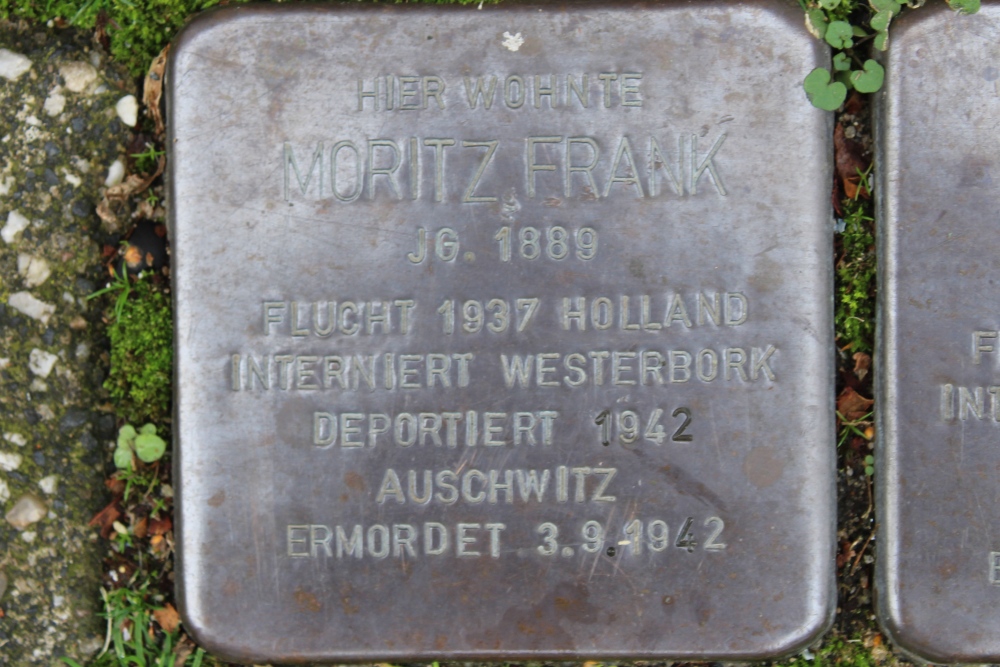 HIER WOHNTE
MORITZ FRANK
JG. 1889
FLUCHT 1937 HOLLAND
INTERNIERT WESTERBORK
DEPORTIERT 1942
AUSCHWITZ
ERMORDET 3.9.1942